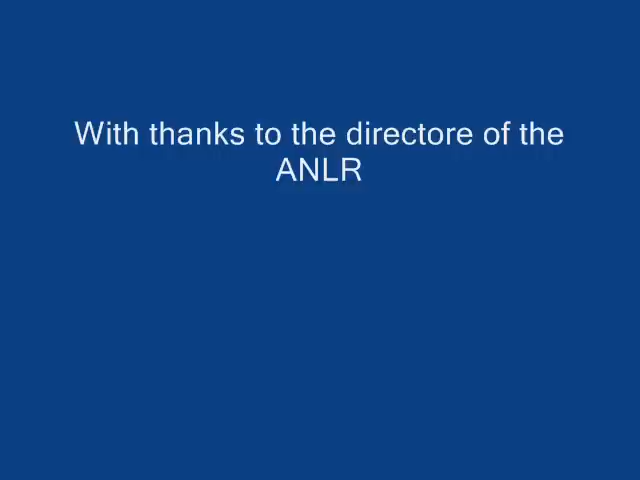 With thanks to the directore of the
ANLR